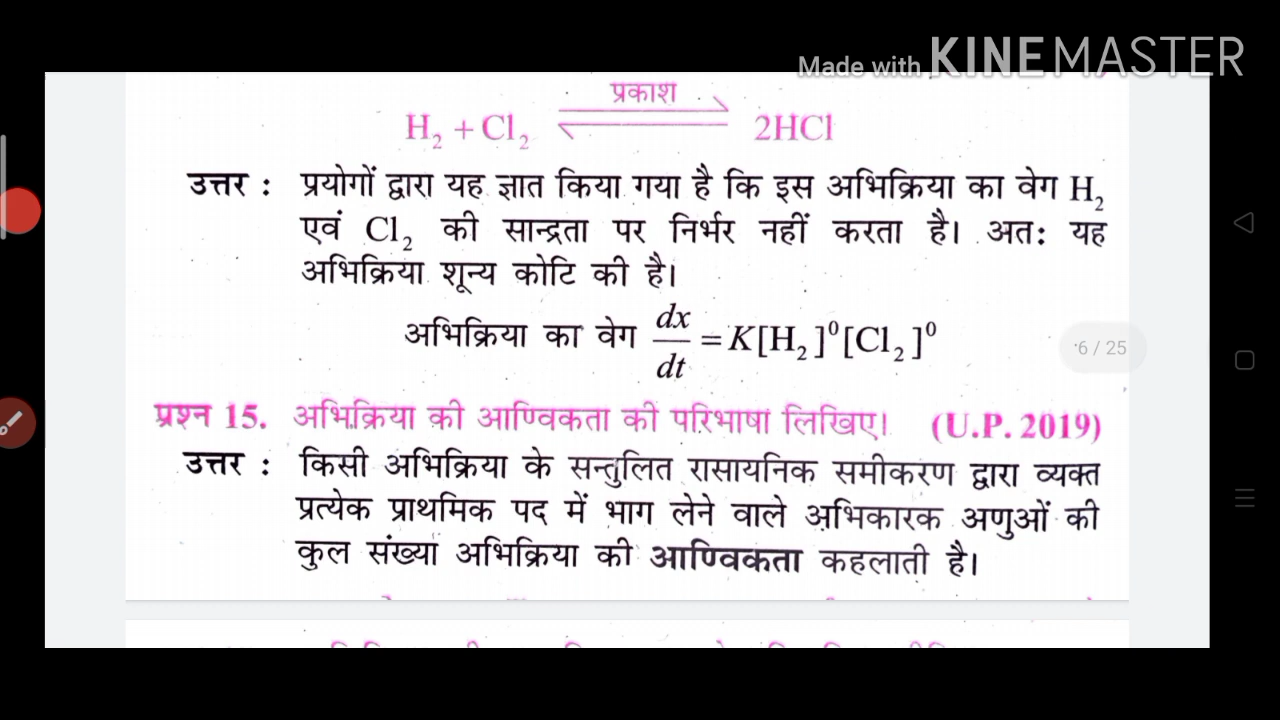 Made with KINEMASTER
प्रकाश
H₂ + Cl₂ ⇌ 2HCl
उत्तर : प्रयोगों द्वारा यह ज्ञात किया गया है कि इस अभिक्रिया का वेग H₂
एवं Cl₂ की सान्द्रता पर निर्भर नहीं करता है। अतः यह
अभिक्रिया शून्य कोटि की है।
अभिक्रिया का वेग dx/dt = K[H₂]⁰[Cl₂]⁰
6 / 25
प्रश्न 15. अभिक्रिया की आण्विकता की परिभाषा लिखिए। (U.P. 2019)
उत्तर : किसी अभिक्रिया के सन्तुलित रासायनिक समीकरण द्वारा व्यक्त
प्रत्येक प्राथमिक पद में भाग लेने वाले अभिकारक अणुओं की
कुल संख्या अभिक्रिया की आण्विकता कहलाती है।